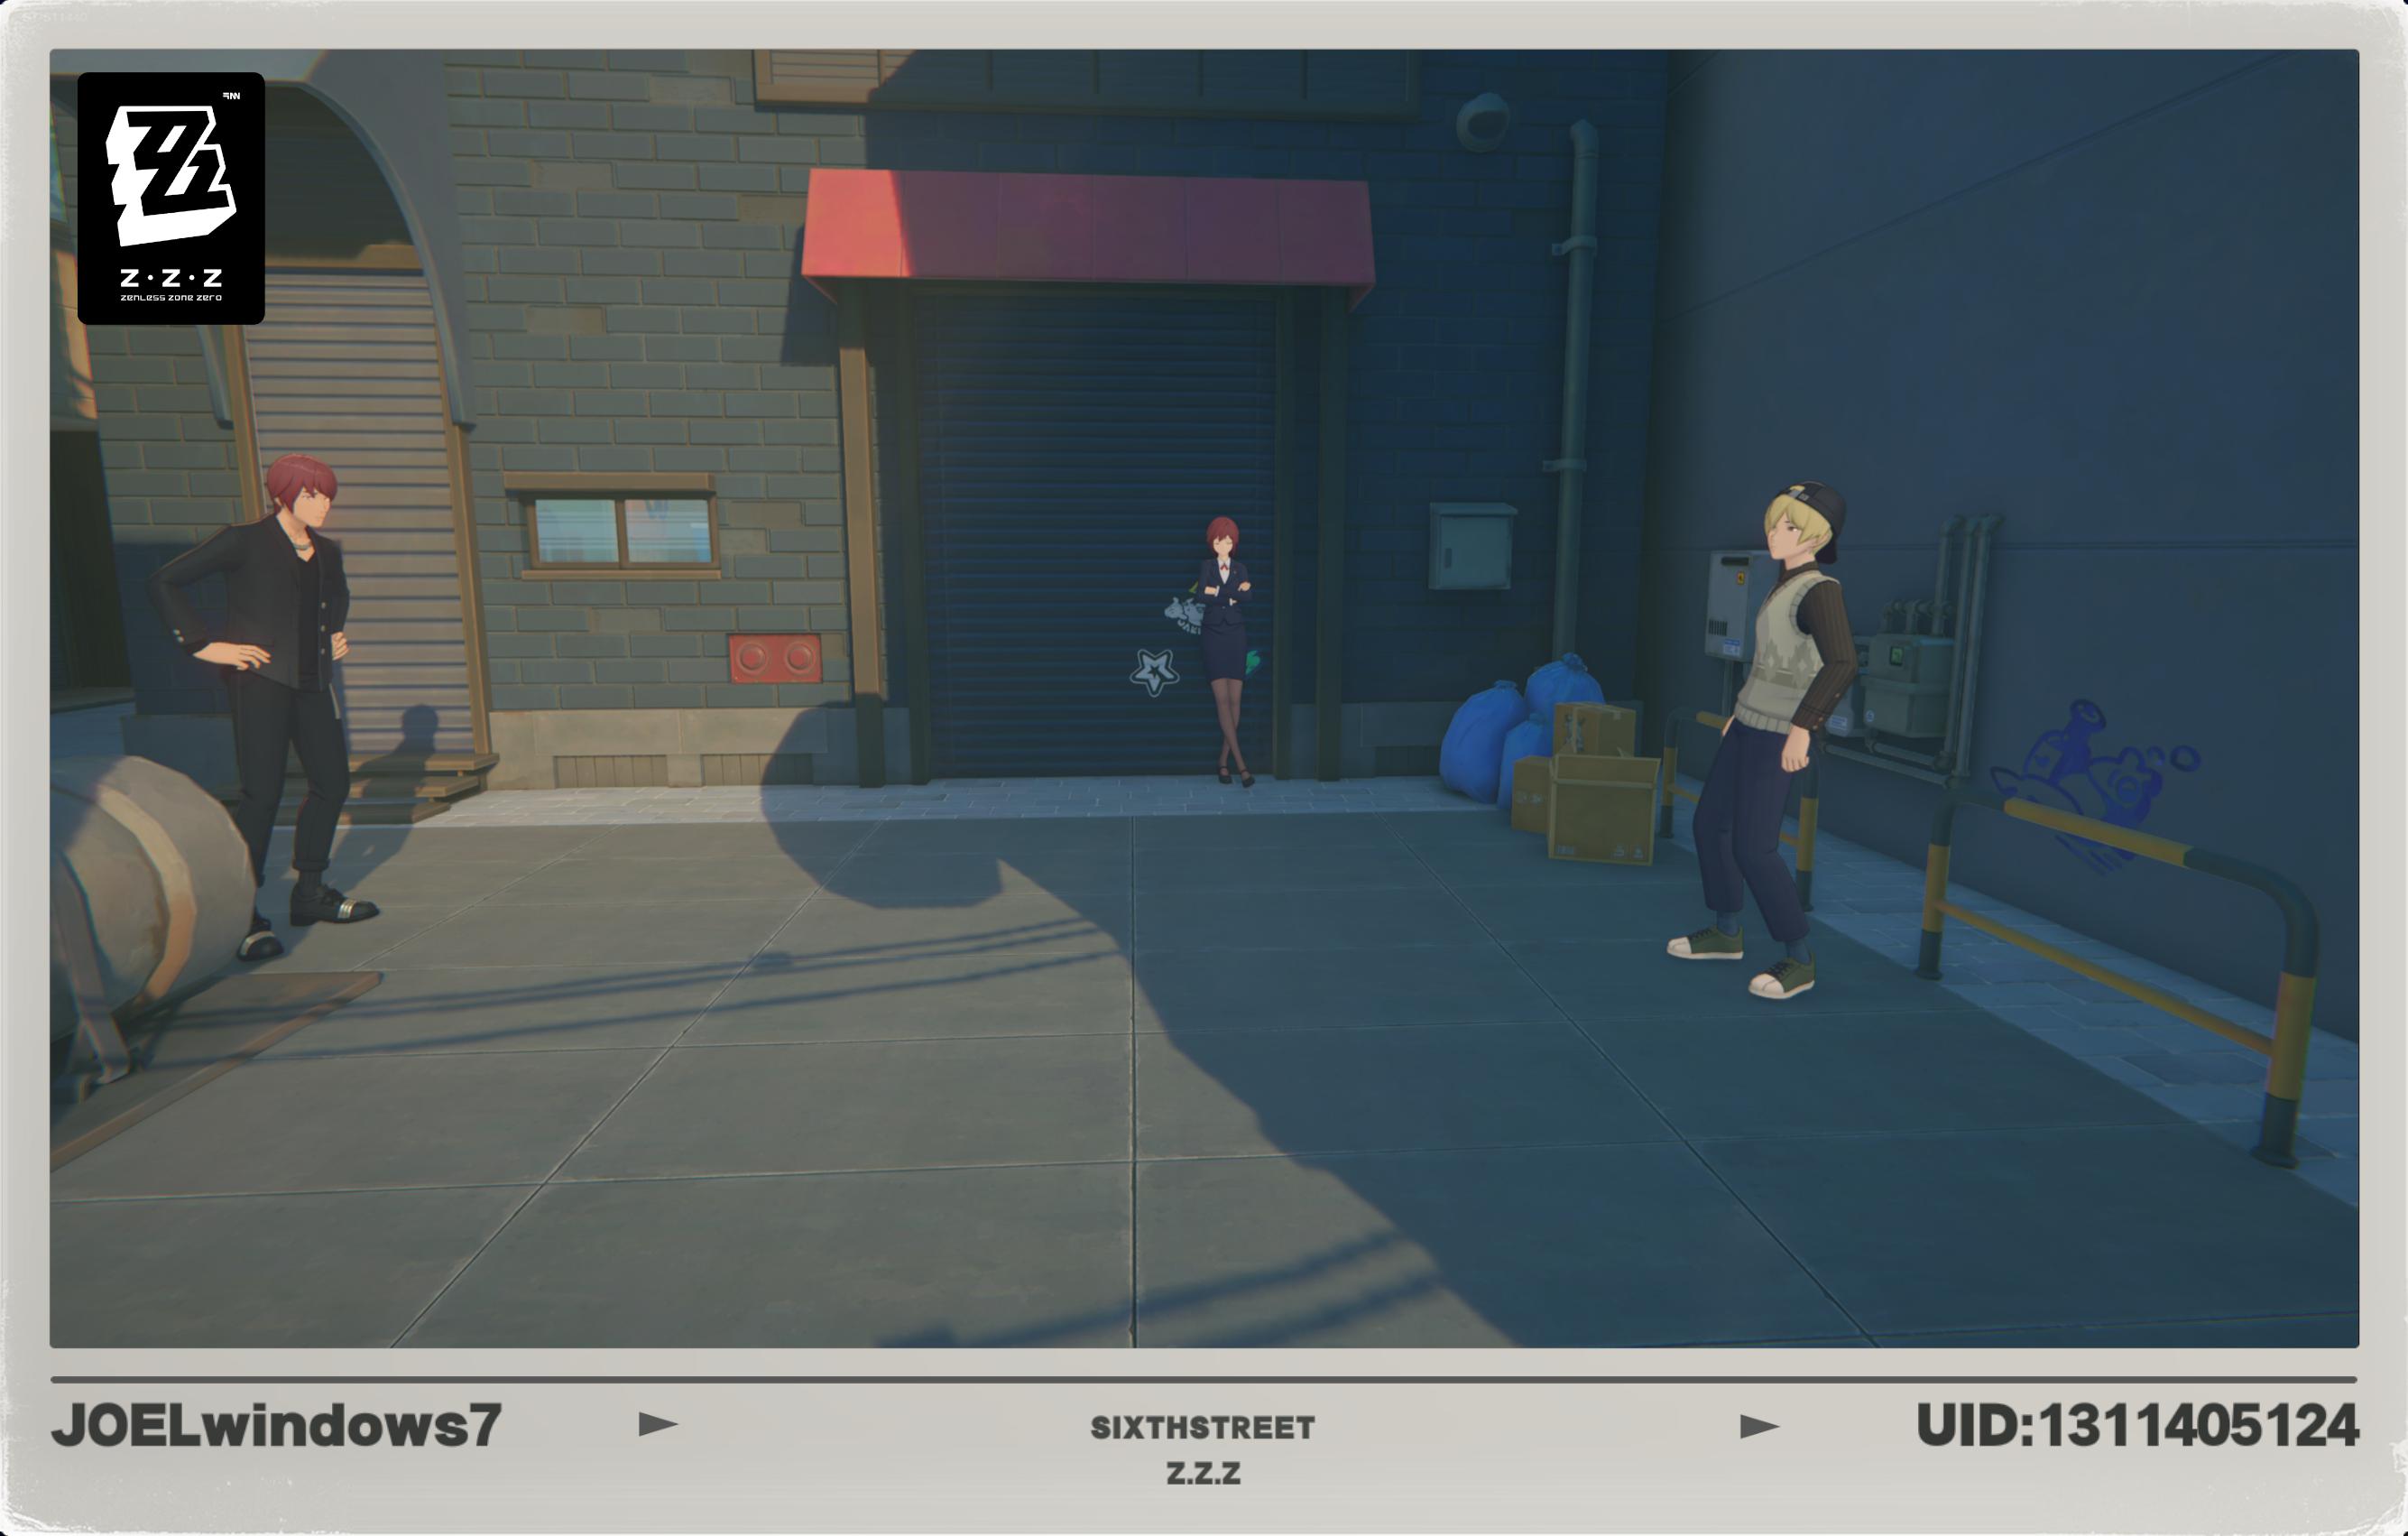 Z·Z·Z
ZENLESS ZONE ZERO
JOELwindows7
SIXTHSTREET
Z.Z.Z
UID:1311405124